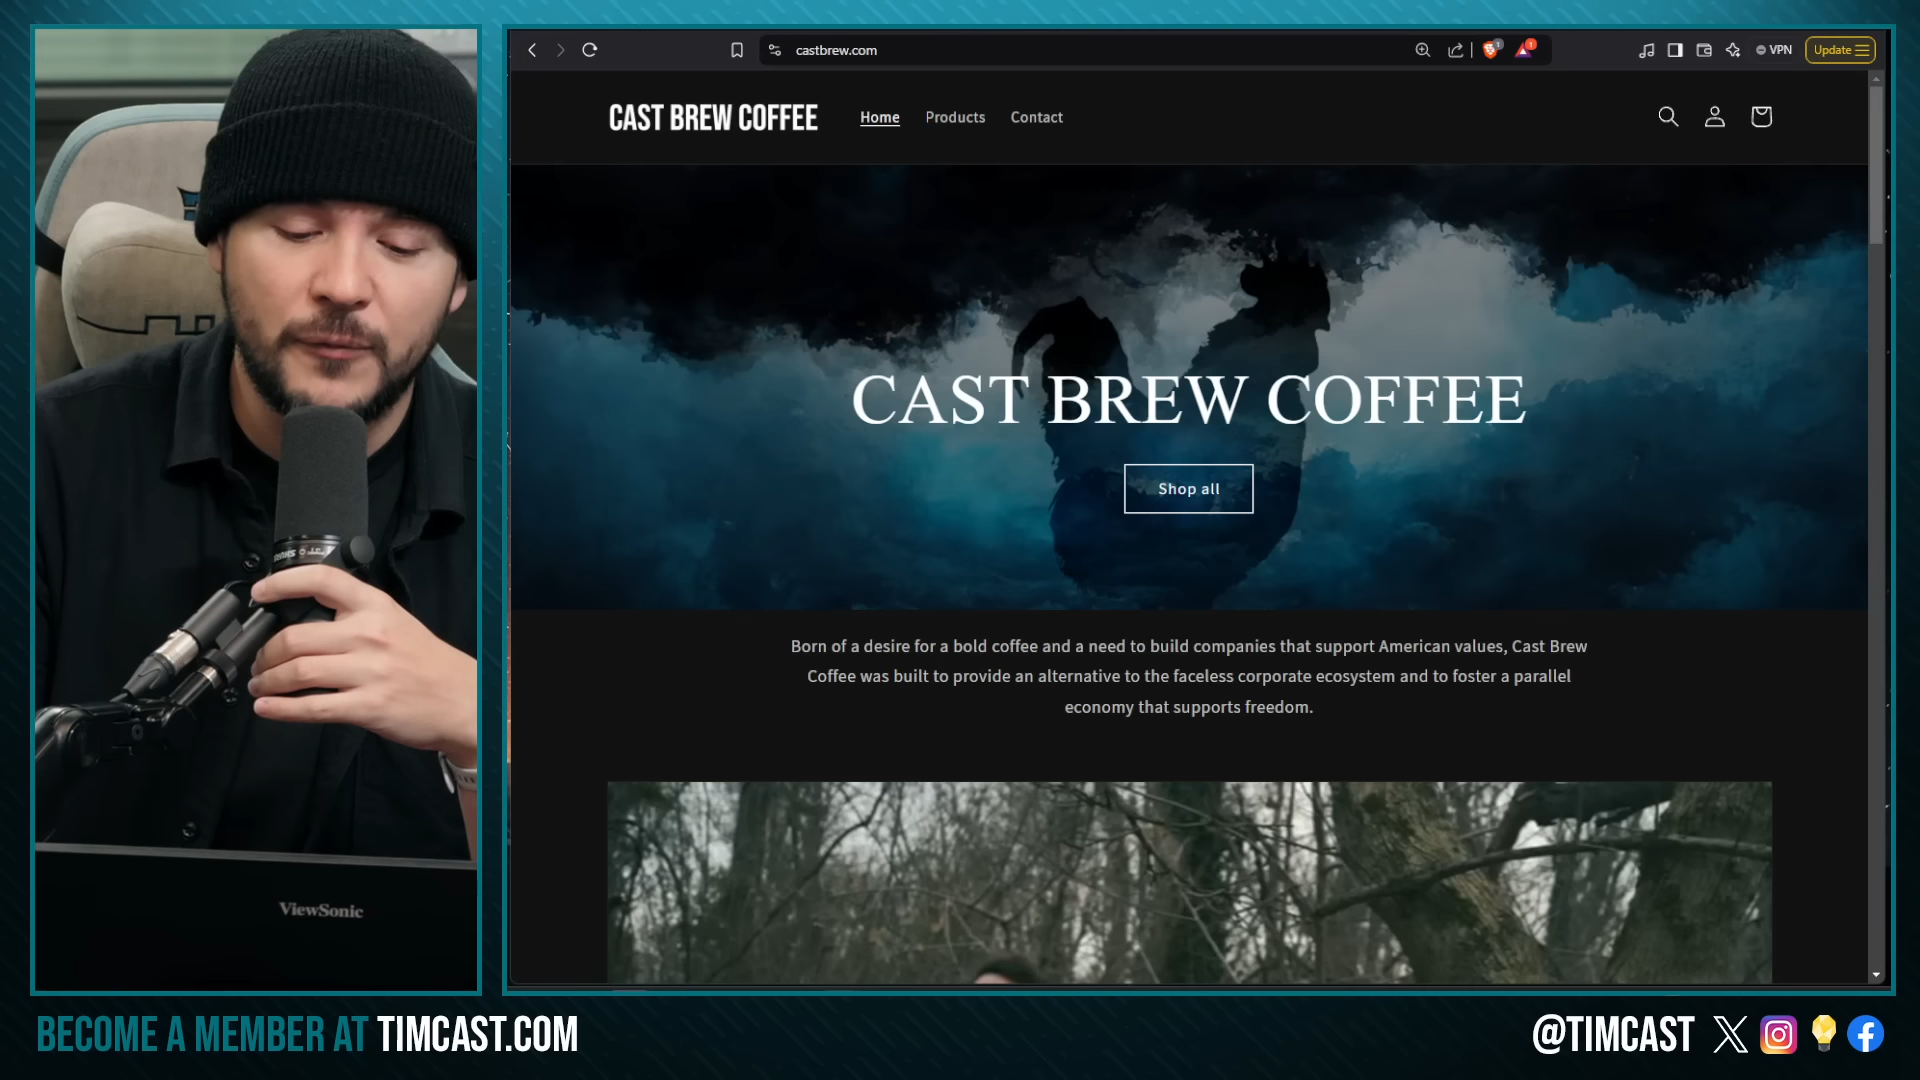 castbrew.com
VPN
Update
CAST BREW COFFEE
Home
Products
Contact
CAST BREW COFFEE
Shop all
Born of a desire for a bold coffee and a need to build companies that support American values, Cast Brew
Coffee was built to provide an alternative to the faceless corporate ecosystem and to foster a parallel
economy that supports freedom.
ViewSonic
BECOME A MEMBER AT TIMCAST.COM
@TIMCAST